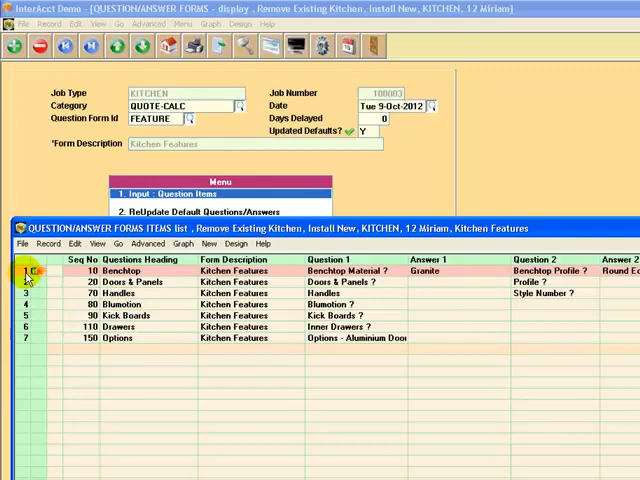 InterAcct Demo - [QUESTION/ANSWER FORMS - display , Remove Existing Kitchen, Install New, KITCHEN, 12 Miriam]
File Record Edit View Go Advanced Menu Graph Design Help
Job Type KITCHEN Job Number 100003
Category QUOTE-CALC Date Tue 9-Oct-2012
Question Form Id FEATURE Days Delayed 0
Updated Defaults? Y
*Form Description Kitchen Features
Menu
1. Input : Question Items
2. ReUpdate Default Questions/Answers
QUESTION/ANSWER FORMS ITEMS list , Remove Existing Kitchen, Install New, KITCHEN, 12 Miriam, Kitchen Features
File Record Edit View Go Advanced Graph New Design Help
Seq No Questions Heading Form Description Question 1 Answer 1 Question 2 Answer 2
1 10 Benchtop Kitchen Features Benchtop Material ? Granite Benchtop Profile ? Round Ed
2 20 Doors & Panels Kitchen Features Doors & Panels ? Profile ?
3 70 Handles Kitchen Features Handles Style Number ?
4 80 Blumotion Kitchen Features Blumotion ?
5 90 Kick Boards Kitchen Features Kick Boards ?
6 110 Drawers Kitchen Features Inner Drawers ?
7 150 Options Kitchen Features Options - Aluminium Door